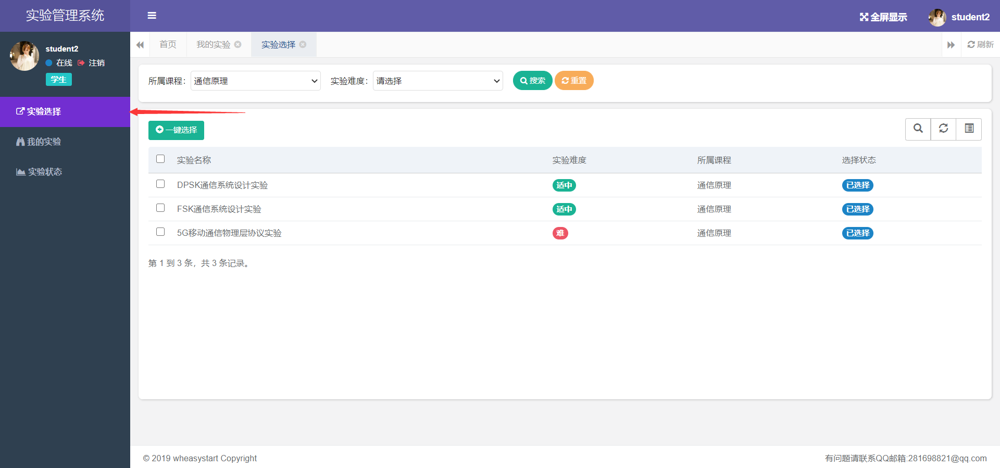 实验管理系统
全屏显示 student2
student2
在线 注销
学生
实验选择
我的实验
实验状态
首页 我的实验 实验选择 刷新
所属课程： 通信原理 实验难度： 请选择 搜索 重置
一键选择
实验名称 实验难度 所属课程 选择状态
DPSK通信系统设计实验 适中 通信原理 已选择
FSK通信系统设计实验 适中 通信原理 已选择
5G移动通信物理层协议实验 难 通信原理 已选择
第 1 到 3 条，共 3 条记录。
© 2019 wheasystart Copyright 有问题请联系QQ邮箱:281698821@qq.com